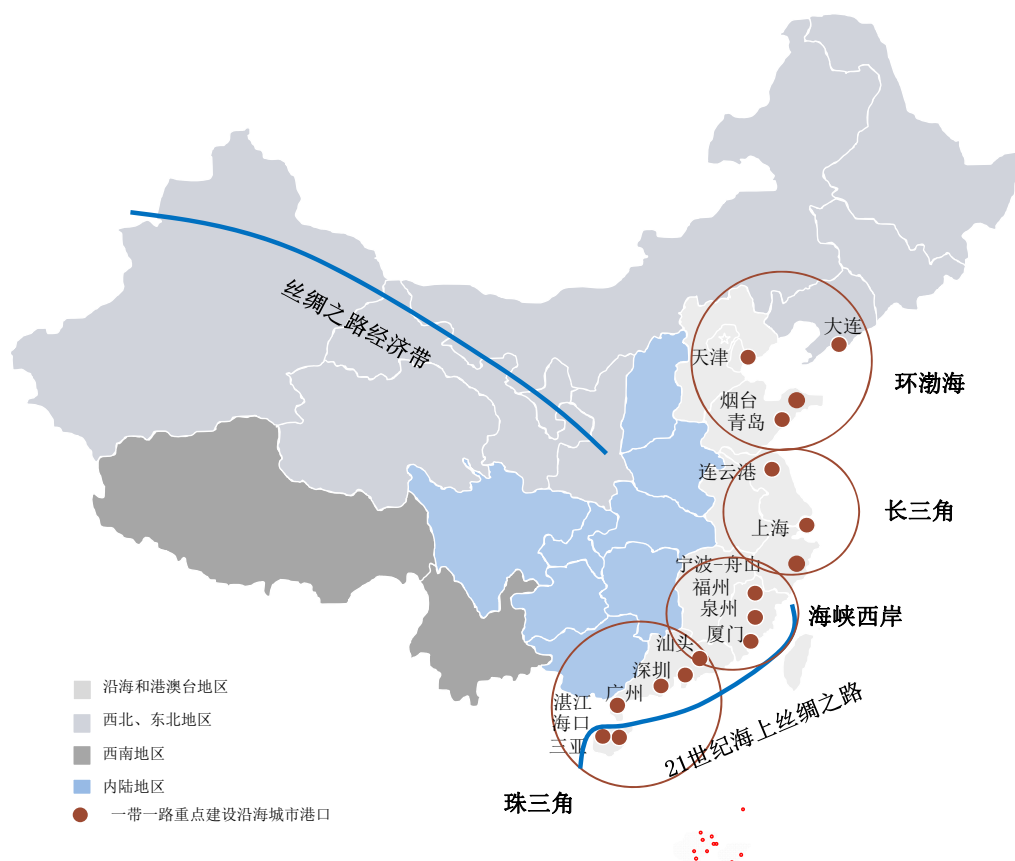 丝绸之路经济带
大连
天津
环渤海
烟台
青岛
连云港
长三角
上海
宁波-舟山
福州
泉州
海峡西岸
厦门
汕头
深圳
广州
湛江
海口
三亚
21世纪海上丝绸之路
珠三角
沿海和港澳台地区
西北、东北地区
西南地区
内陆地区
一带一路重点建设沿海城市港口